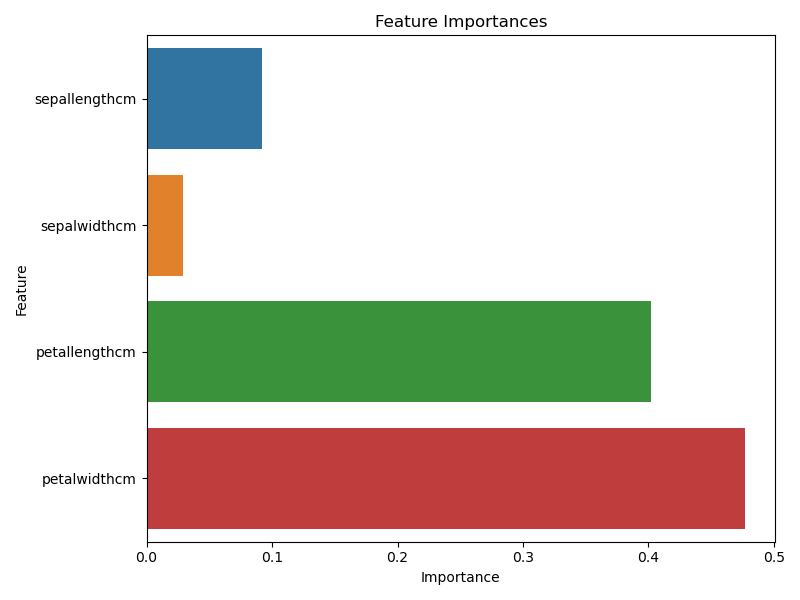 Feature Importances
sepallengthcm
sepalwidthcm
petallengthcm
petalwidthcm
Feature
0.0 0.1 0.2 0.3 0.4 0.5
Importance